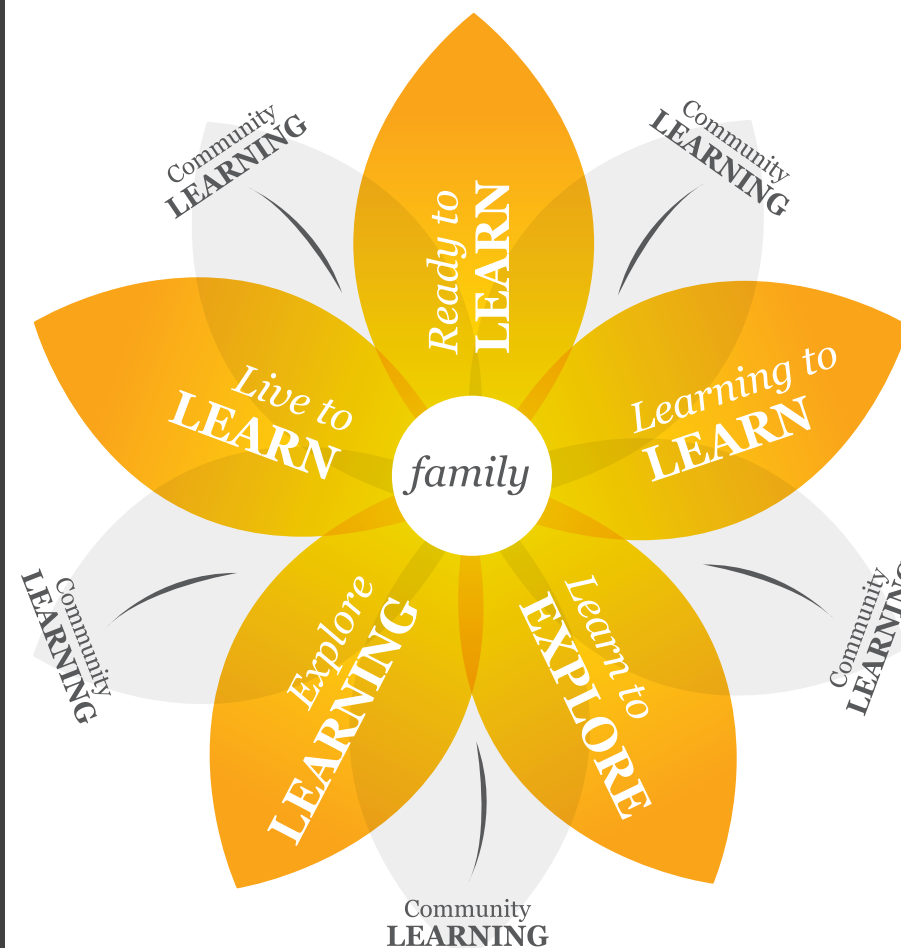 Community
LEARNING
Community
LEARNING
Ready to
LEARN
Live to
LEARN
Learning to
LEARN
family
Community
LEARNING
Explore
LEARNING
Learn to
EXPLORE
Community
LEARNING
Community
LEARNING